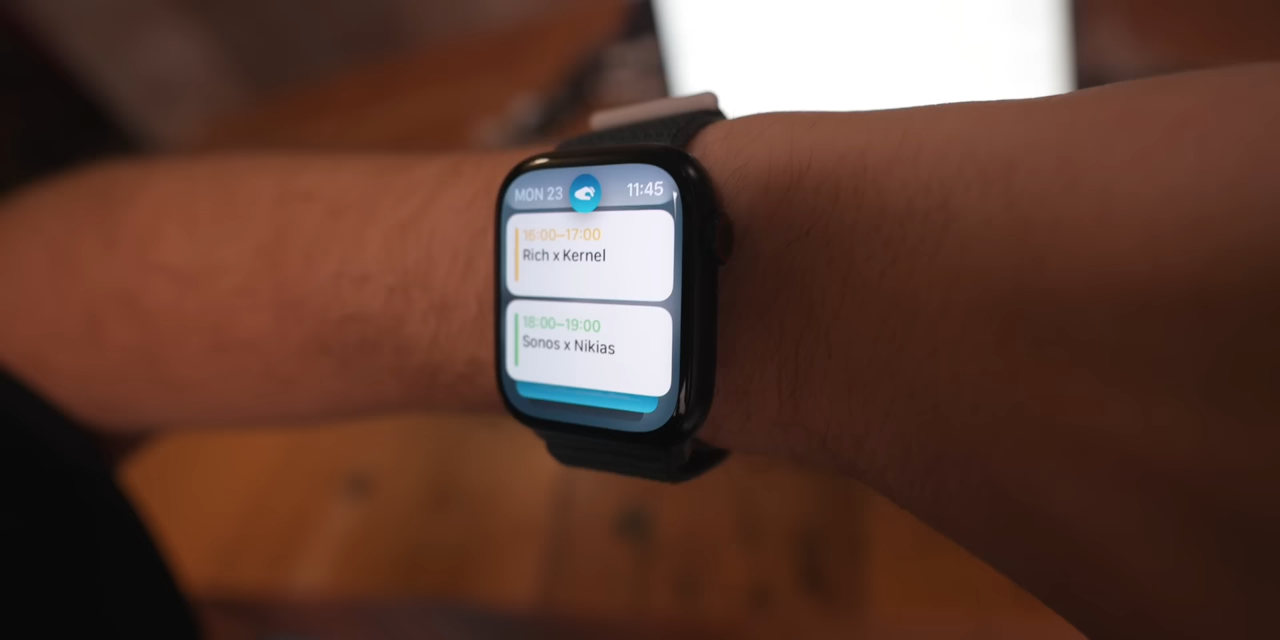 MON 23 11:45
16:00–17:00
Rich x Kernel
18:00–19:00
Sonos x Nikias